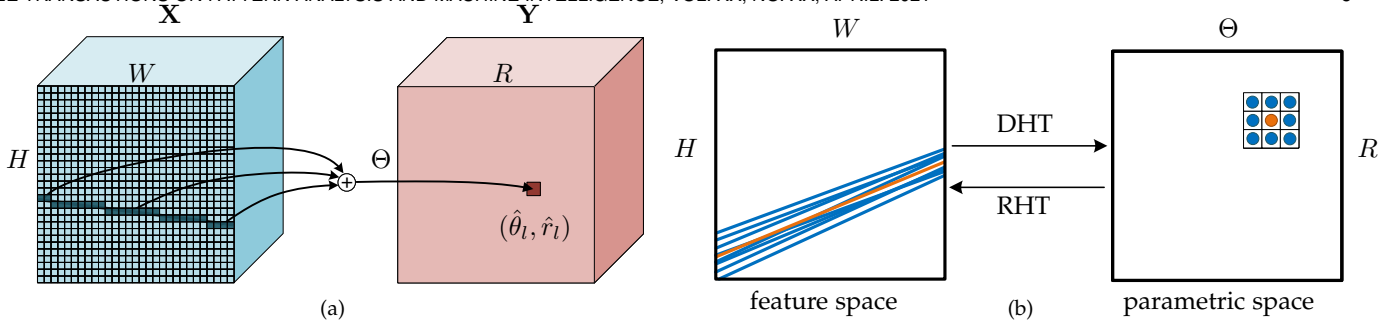 X
Y
W
R
H
Θ
(θ̂_l, r̂_l)
(a)
W
Θ
H
DHT
RHT
R
feature space
(b)
parametric space